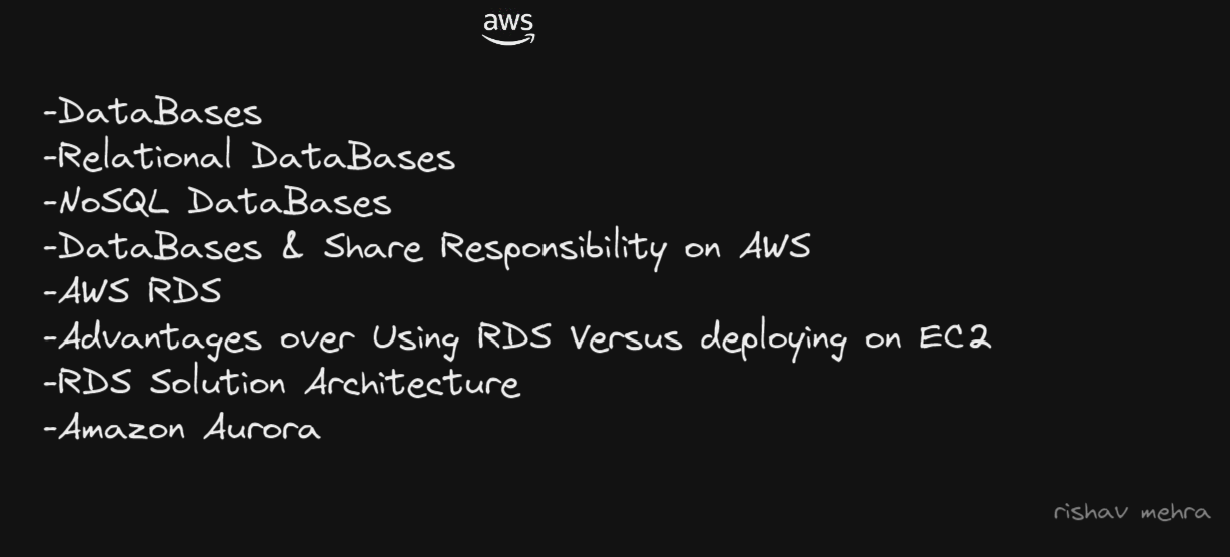 aws
-DataBases
-Relational DataBases
-NoSQL DataBases
-DataBases & Share Responsibility on AWS
-AWS RDS
-Advantages over Using RDS Versus deploying on EC2
-RDS Solution Architecture
-Amazon Aurora
rishav mehra